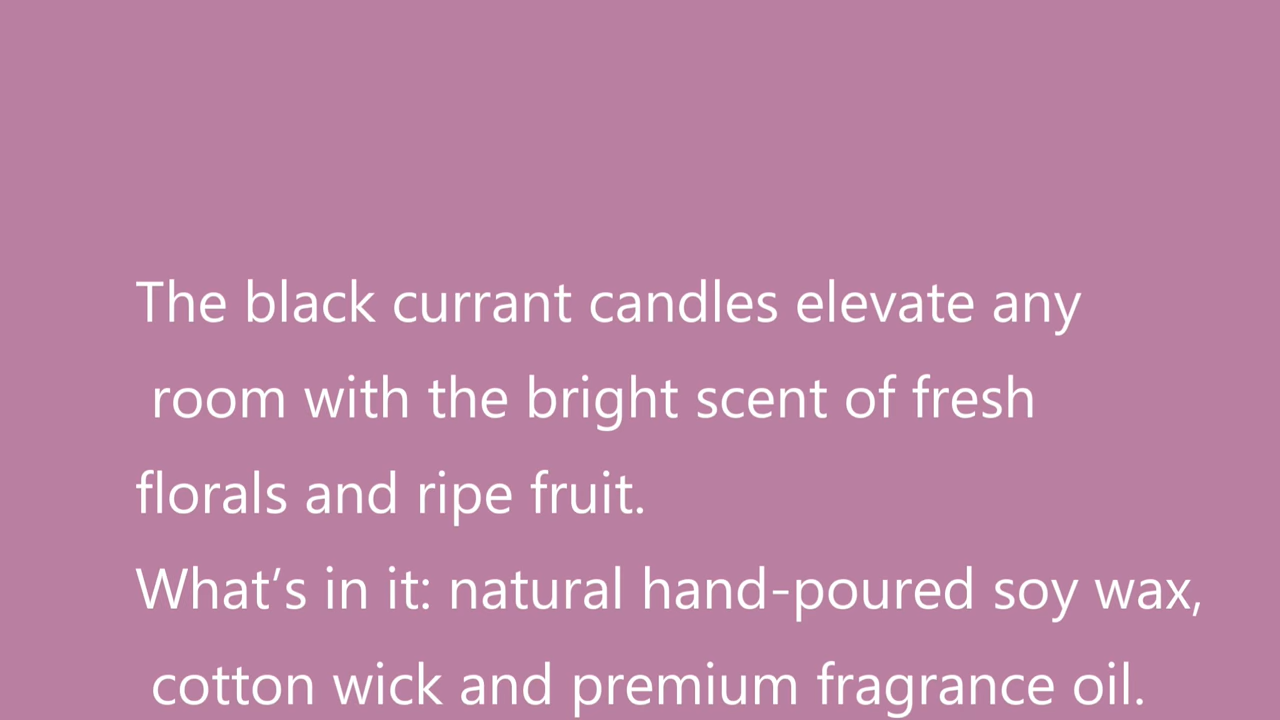 The black currant candles elevate any
room with the bright scent of fresh
florals and ripe fruit.
What’s in it: natural hand-poured soy wax,
cotton wick and premium fragrance oil.